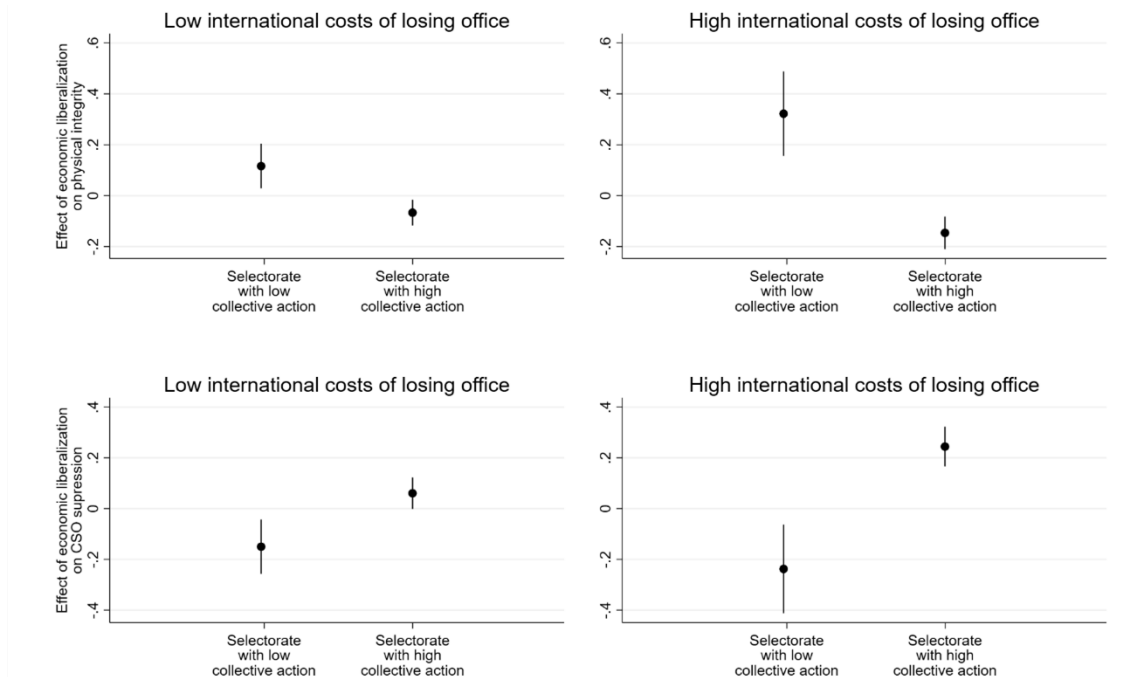 Low international costs of losing office
Effect of economic liberalization
on physical integrity
.6
.4
.2
0
-.2
Selectorate
with low
collective action
Selectorate
with high
collective action
High international costs of losing office
.6
.4
.2
0
-.2
Selectorate
with low
collective action
Selectorate
with high
collective action
Low international costs of losing office
Effect of economic liberalization
on CSO supression
.4
.2
0
-.2
-.4
Selectorate
with low
collective action
Selectorate
with high
collective action
High international costs of losing office
.4
.2
0
-.2
-.4
Selectorate
with low
collective action
Selectorate
with high
collective action